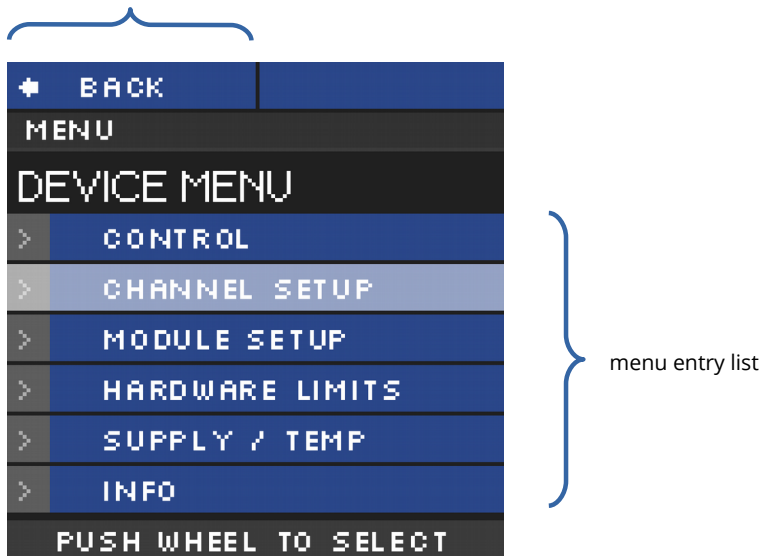 BACK
MENU
DEVICE MENU
> CONTROL
> CHANNEL SETUP
> MODULE SETUP
> HARDWARE LIMITS
> SUPPLY / TEMP
> INFO
menu entry list
PUSH WHEEL TO SELECT